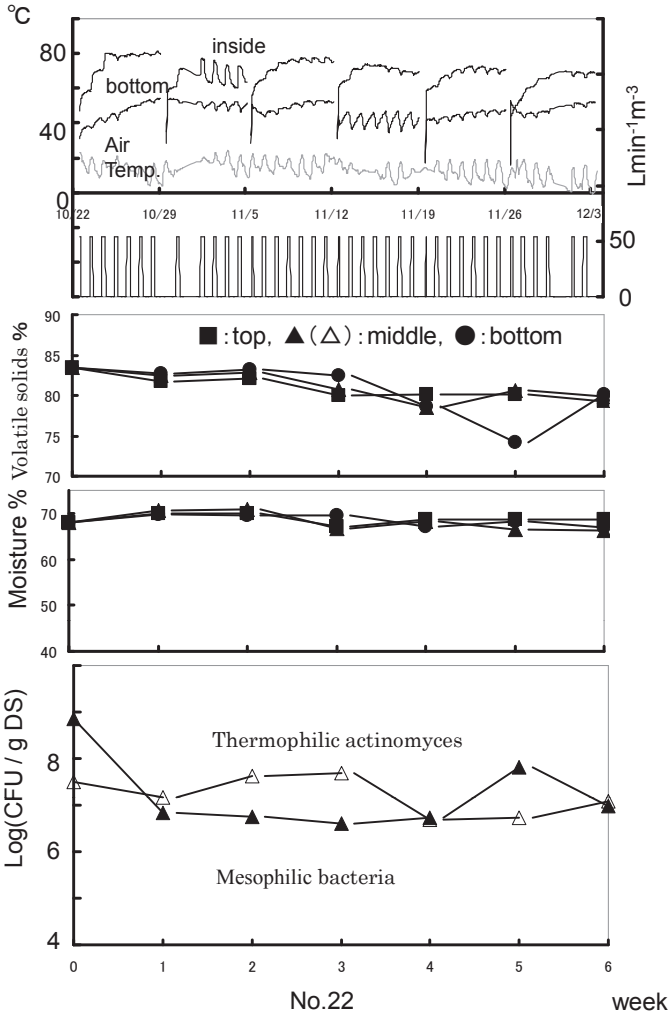 °C
80
inside
bottom
40
Air
Temp.
0
Lmin-1m-3
10/22 10/29 11/5 11/12 11/19 11/26 12/3
50
0
Volatile solids %
90
85
80
75
70
■:top, ▲(△):middle, ●:bottom
Moisture %
70
60
50
40
Log(CFU / g DS)
8
6
4
Thermophilic actinomyces
Mesophilic bacteria
0 1 2 3 4 5 6
No.22 week